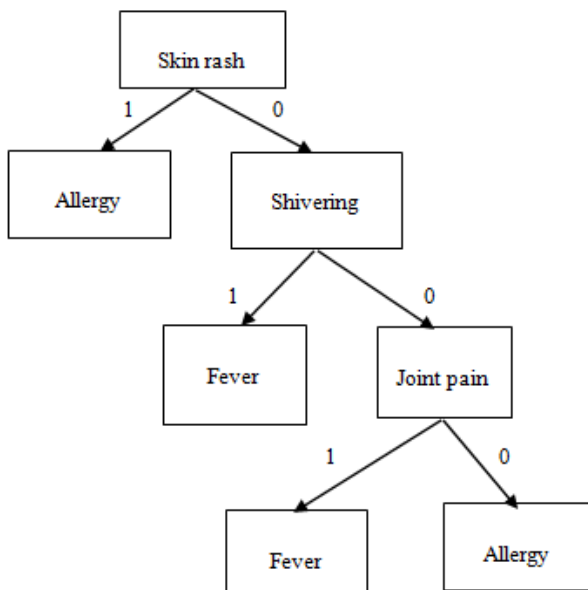 Skin rash
1
0
Allergy
Shivering
1
0
Fever
Joint pain
1
0
Fever
Allergy